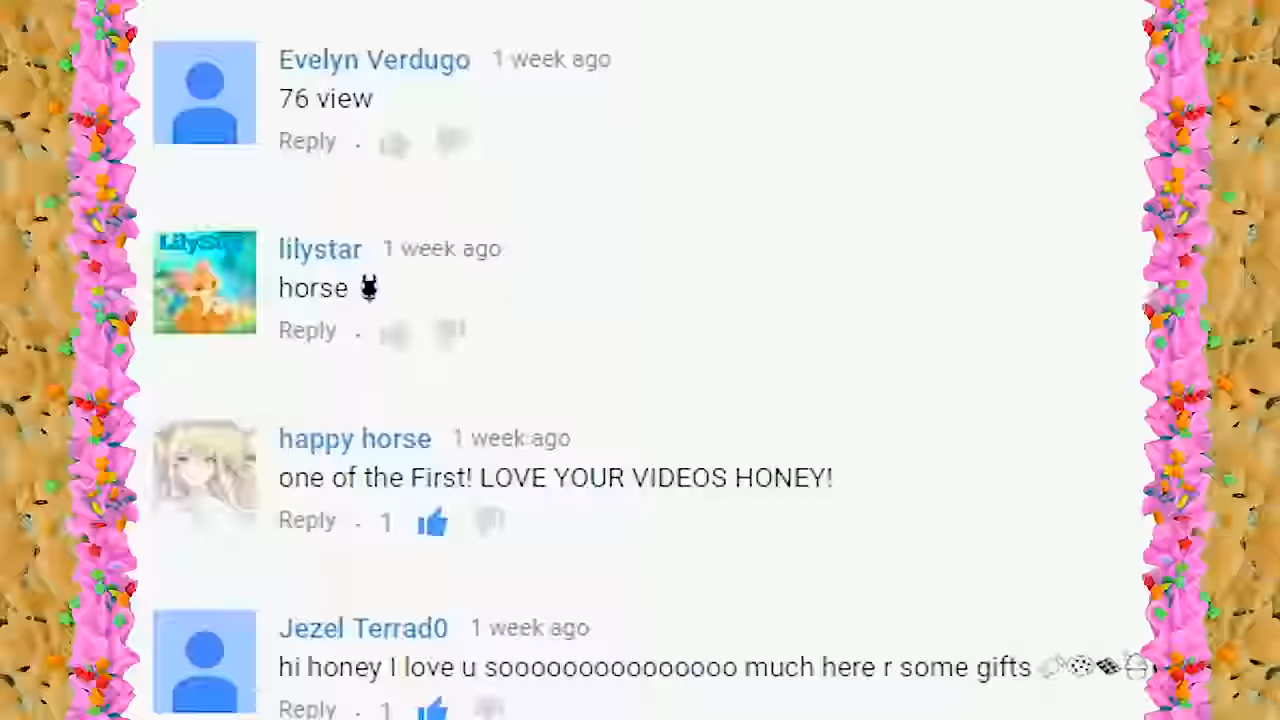 Evelyn Verdugo 1 week ago
76 view
Reply .
LilyStar
lilystar 1 week ago
horse
Reply .
happy horse 1 week ago
one of the First! LOVE YOUR VIDEOS HONEY!
Reply . 1
Jezel Terrad0 1 week ago
hi honey I love u sooooooooooooooo much here r some gifts
Reply . 1